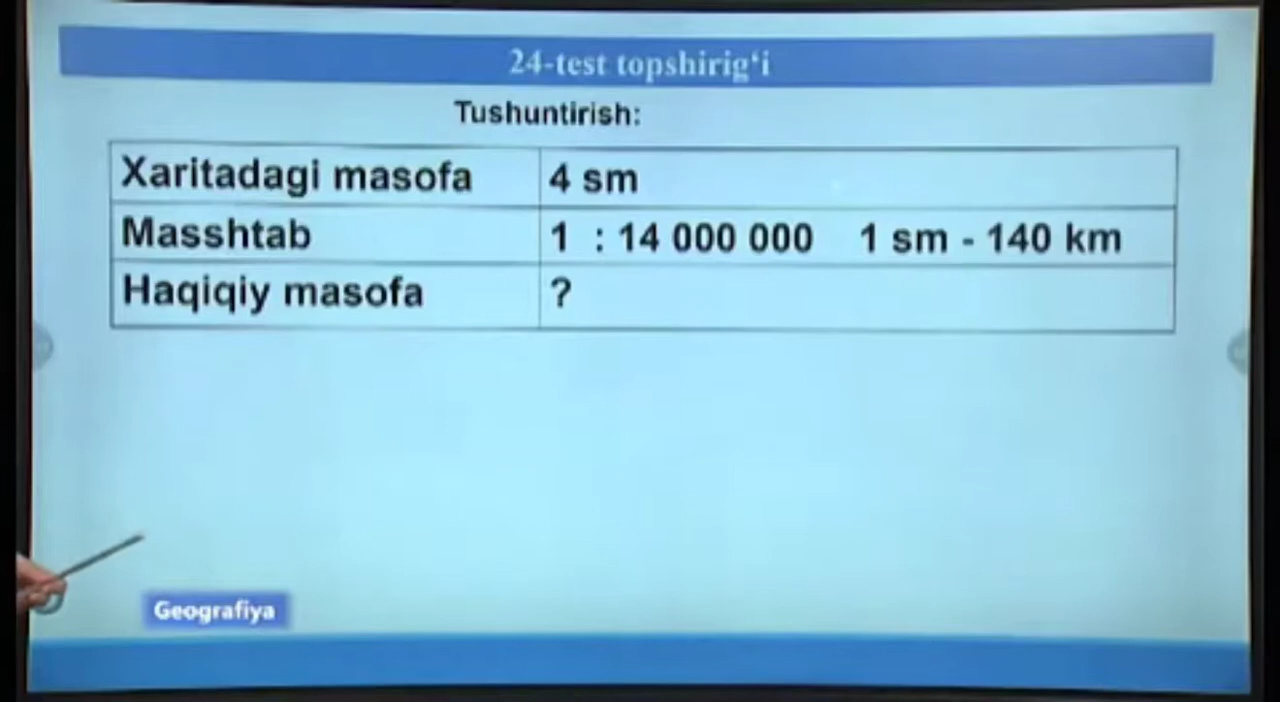 24-test topshirig‘i
Tushuntirish:
Xaritadagi masofa 4 sm
Masshtab 1 : 14 000 000 1 sm - 140 km
Haqiqiy masofa ?
Geografiya